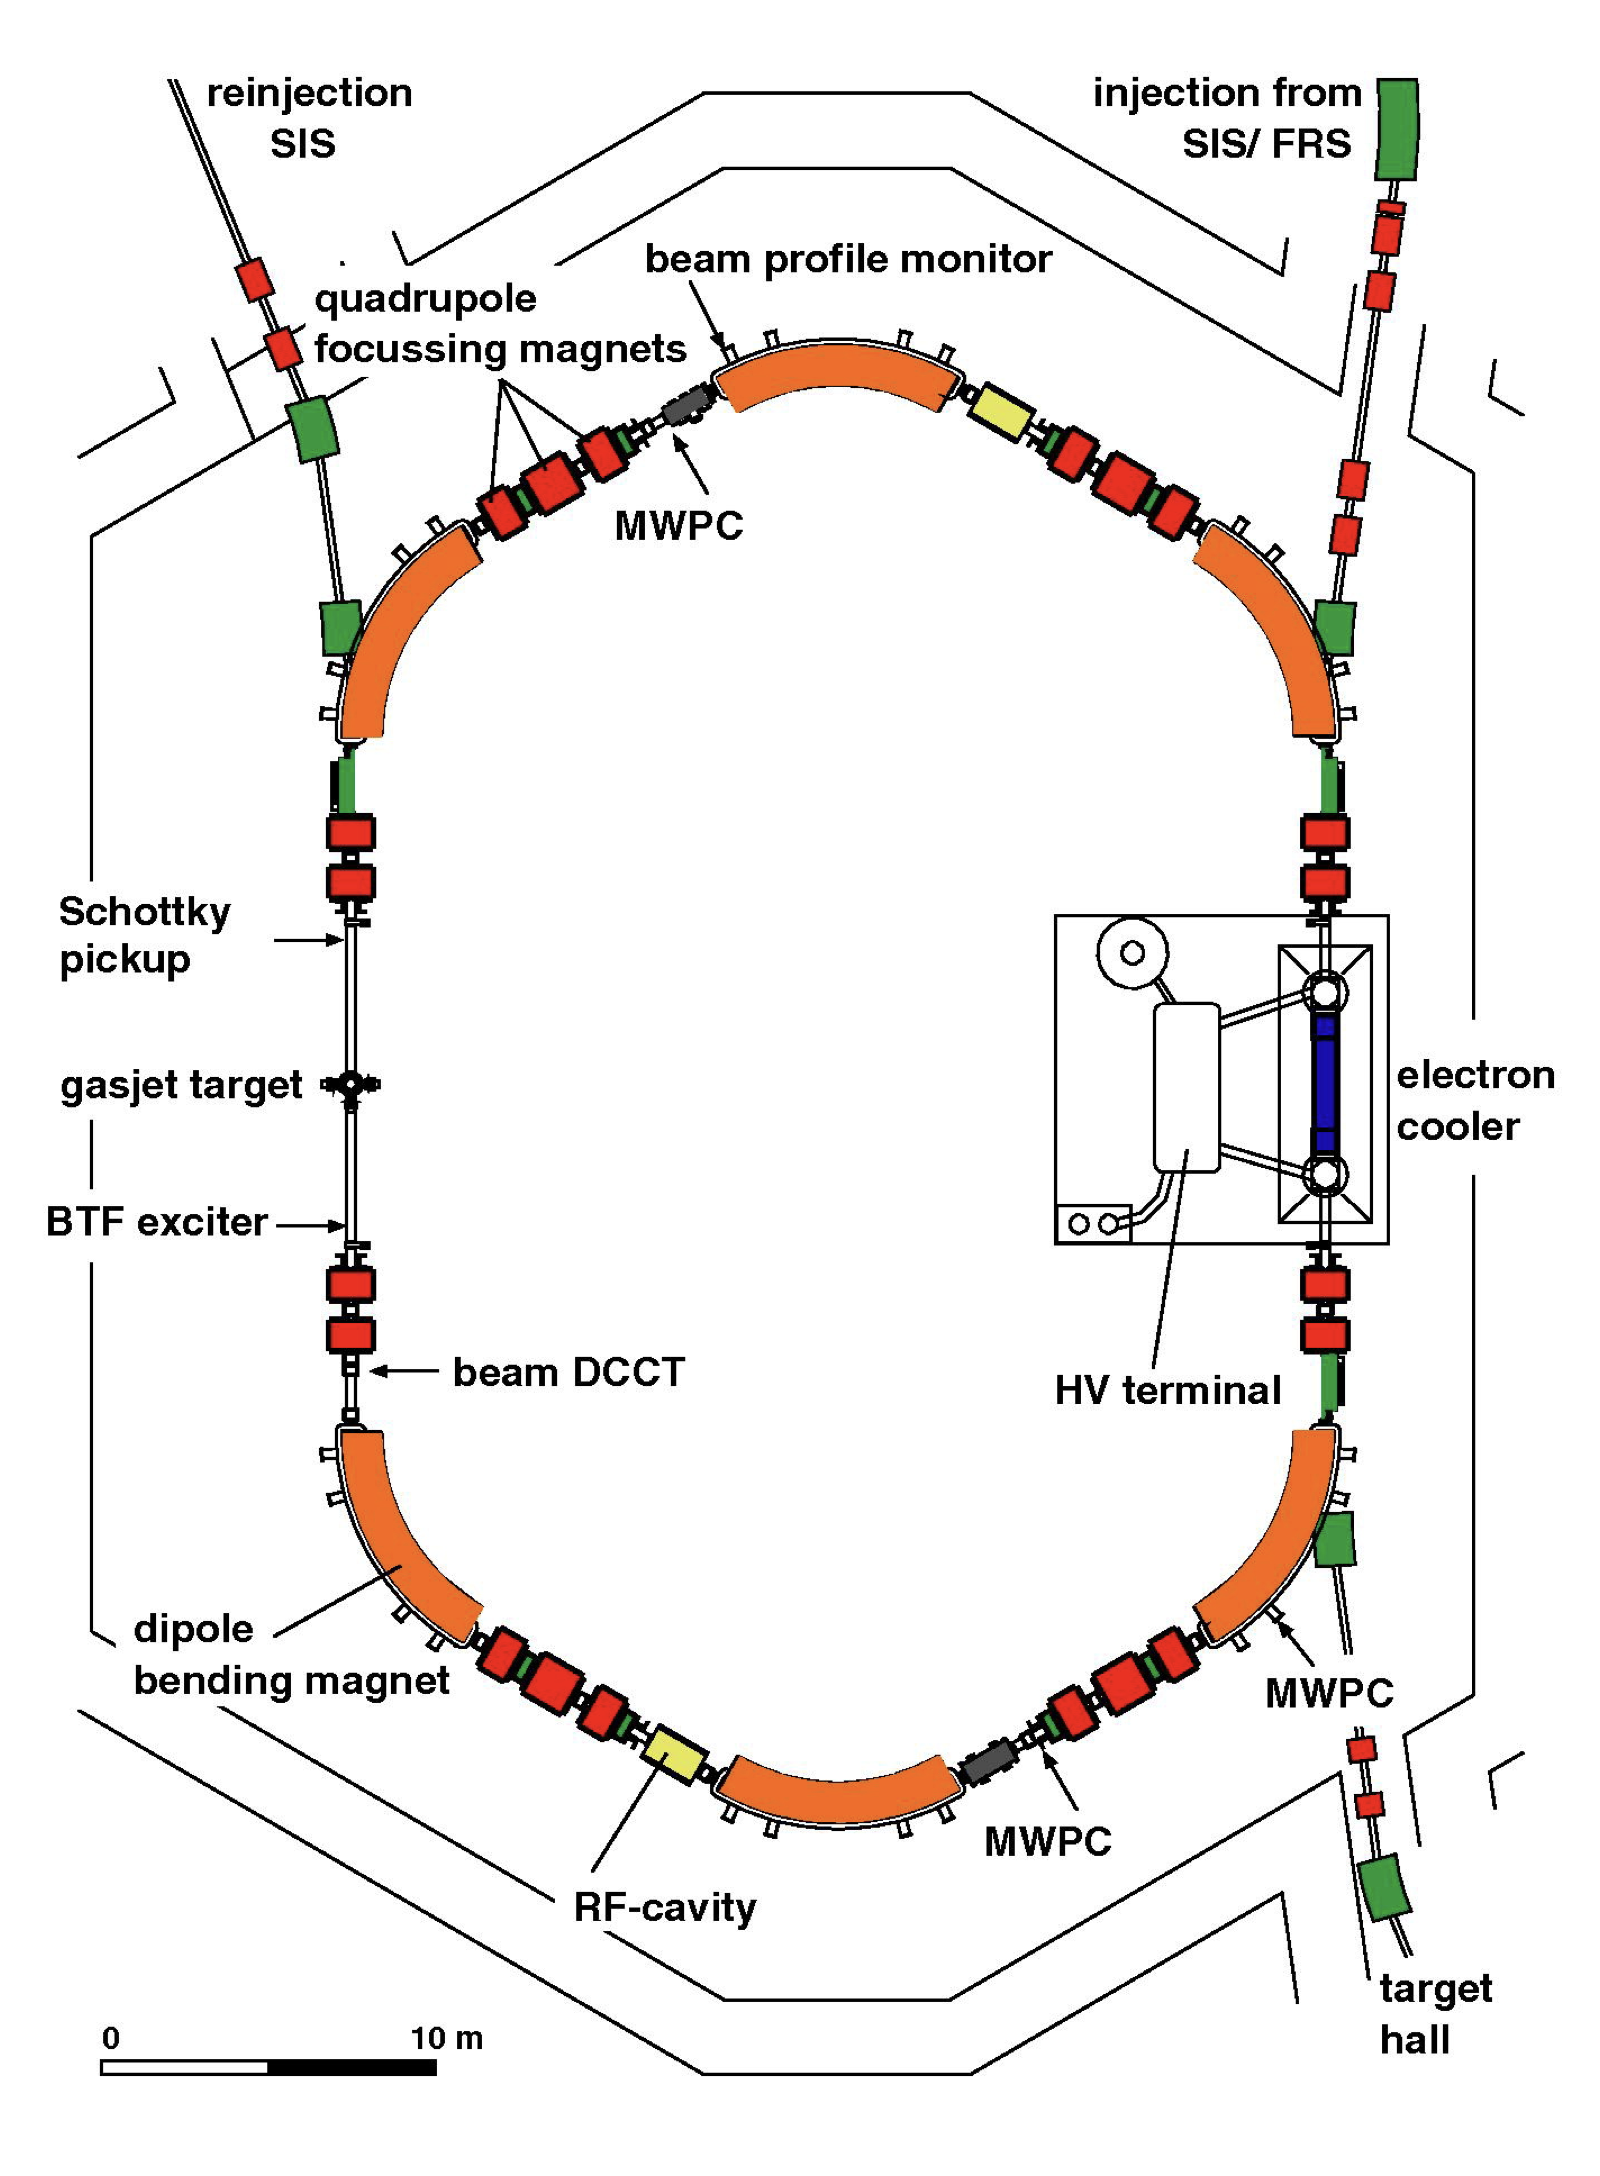 reinjection
SIS
injection from
SIS/ FRS
beam profile monitor
quadrupole
focussing magnets
MWPC
Schottky
pickup
gasjet target
electron
cooler
BTF exciter
beam DCCT
HV terminal
dipole
bending magnet
MWPC
MWPC
RF-cavity
target
hall
0 10 m